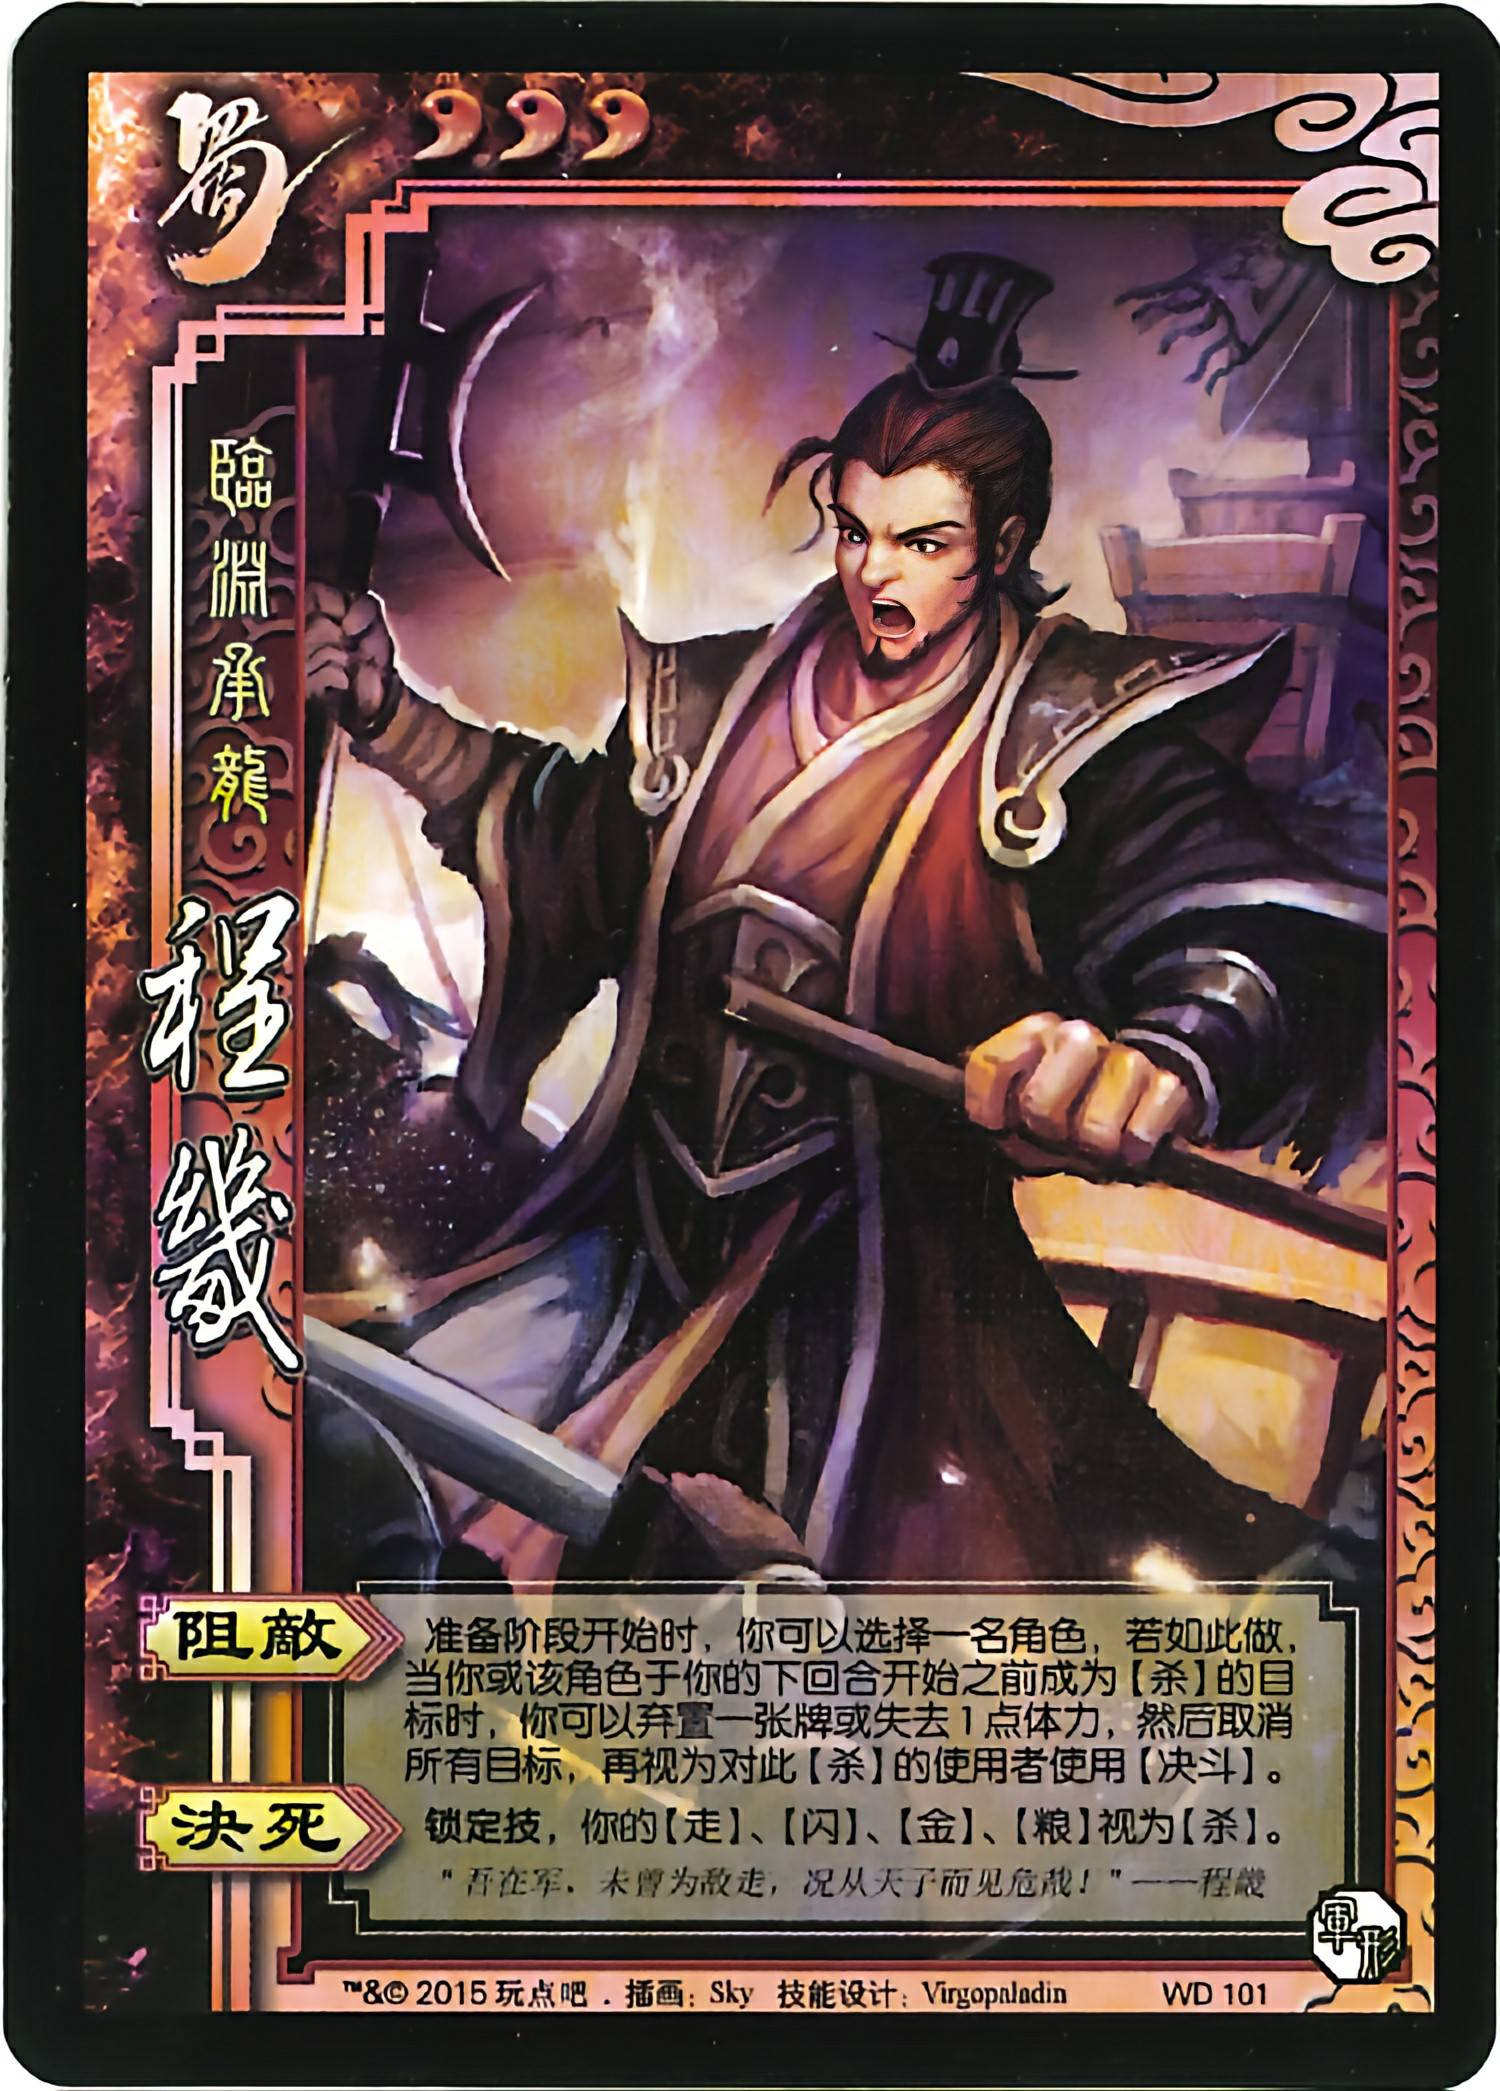 蜀
臨淵承龍
程畿
阻敵
准备阶段开始时，你可以选择一名角色，若如此做，
当你或该角色于你的下回合开始之前成为【杀】的目
标时，你可以弃置一张牌或失去1点体力，然后取消
所有目标，再视为对此【杀】的使用者使用【决斗】。
決死
锁定技，你的【走】、【闪】、【金】、【粮】视为【杀】。
“吾在军，未曾为敌走，况从天子而见危哉！”——程畿
軍形
™&© 2015 玩点吧 . 插画：Sky 技能设计：Virgopaladin WD 101